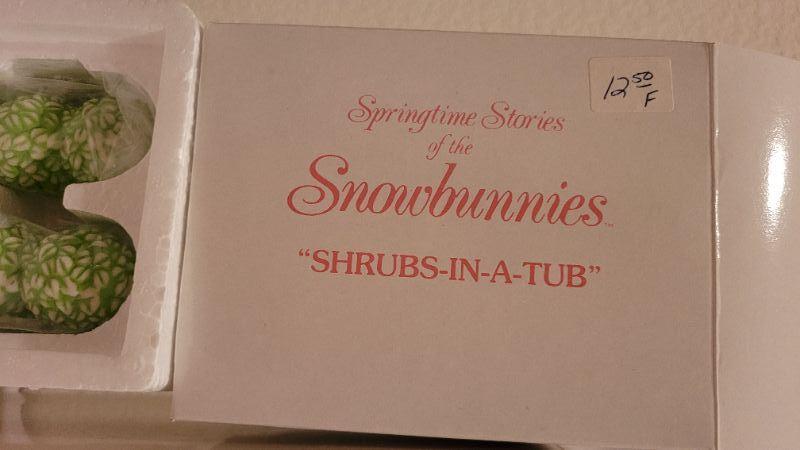 12 50
F
Springtime Stories
of the
Snowbunnies™
“SHRUBS-IN-A-TUB”